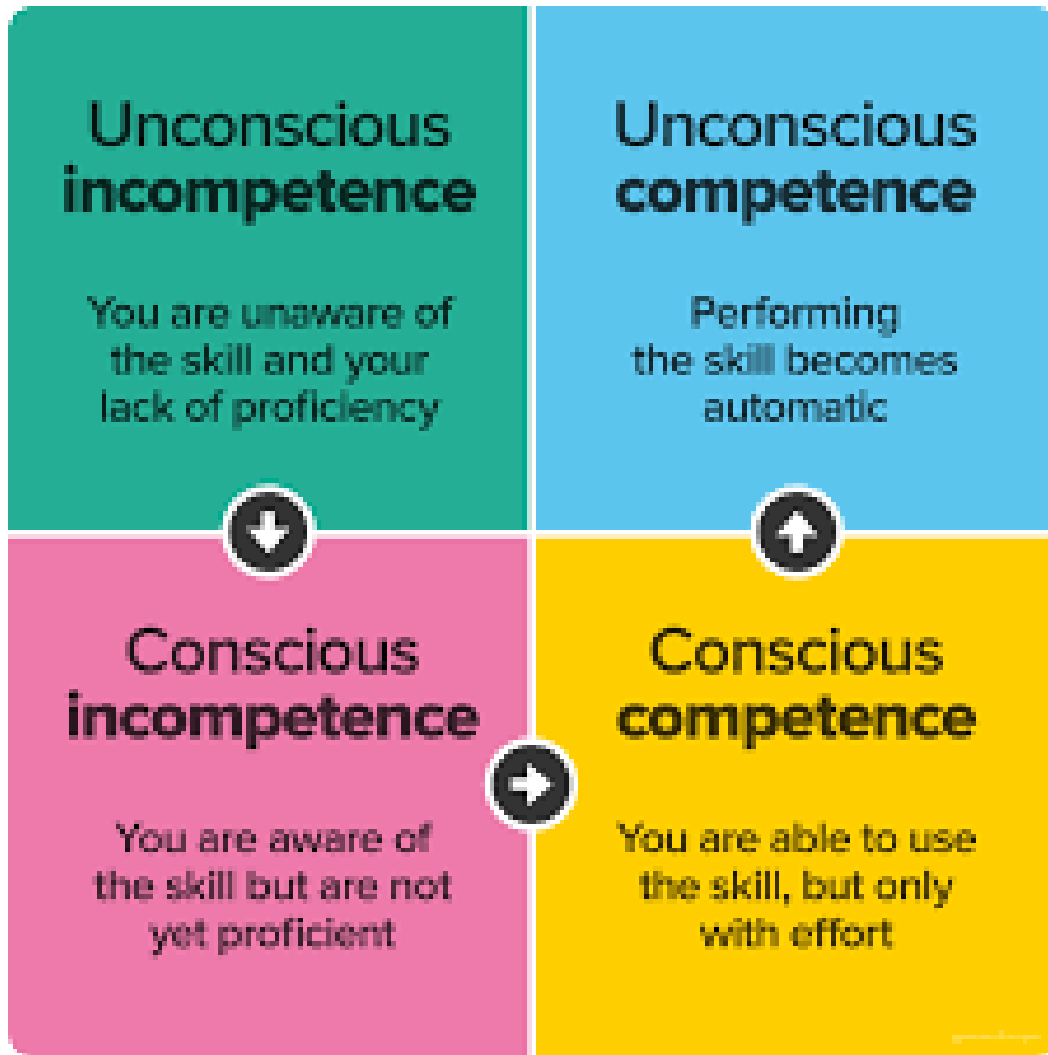 Unconscious
incompetence
You are unaware of
the skill and your
lack of proficiency
Unconscious
competence
Performing
the skill becomes
automatic
Conscious
incompetence
You are aware of
the skill but are not
yet proficient
Conscious
competence
You are able to use
the skill, but only
with effort